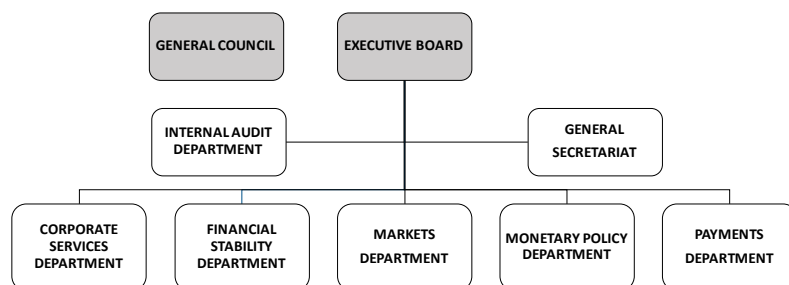 GENERAL COUNCIL
EXECUTIVE BOARD
INTERNAL AUDIT
DEPARTMENT
GENERAL
SECRETARIAT
CORPORATE
SERVICES
DEPARTMENT
FINANCIAL
STABILITY
DEPARTMENT
MARKETS
DEPARTMENT
MONETARY POLICY
DEPARTMENT
PAYMENTS
DEPARTMENT